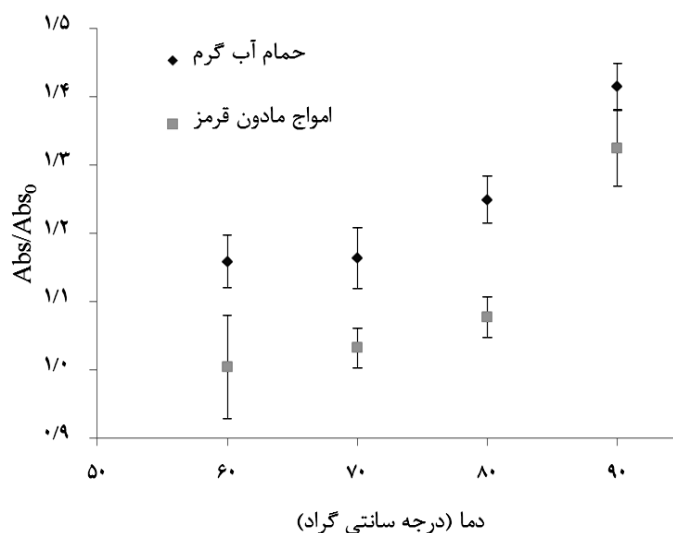 حمام آب گرم
امواج مادون قرمز
Abs/Abs₀
۱/۵
۱/۴
۱/۳
۱/۲
۱/۱
۱/۰
۰/۹
۵۰ ۶۰ ۷۰ ۸۰ ۹۰
دما (درجه سانتی گراد)